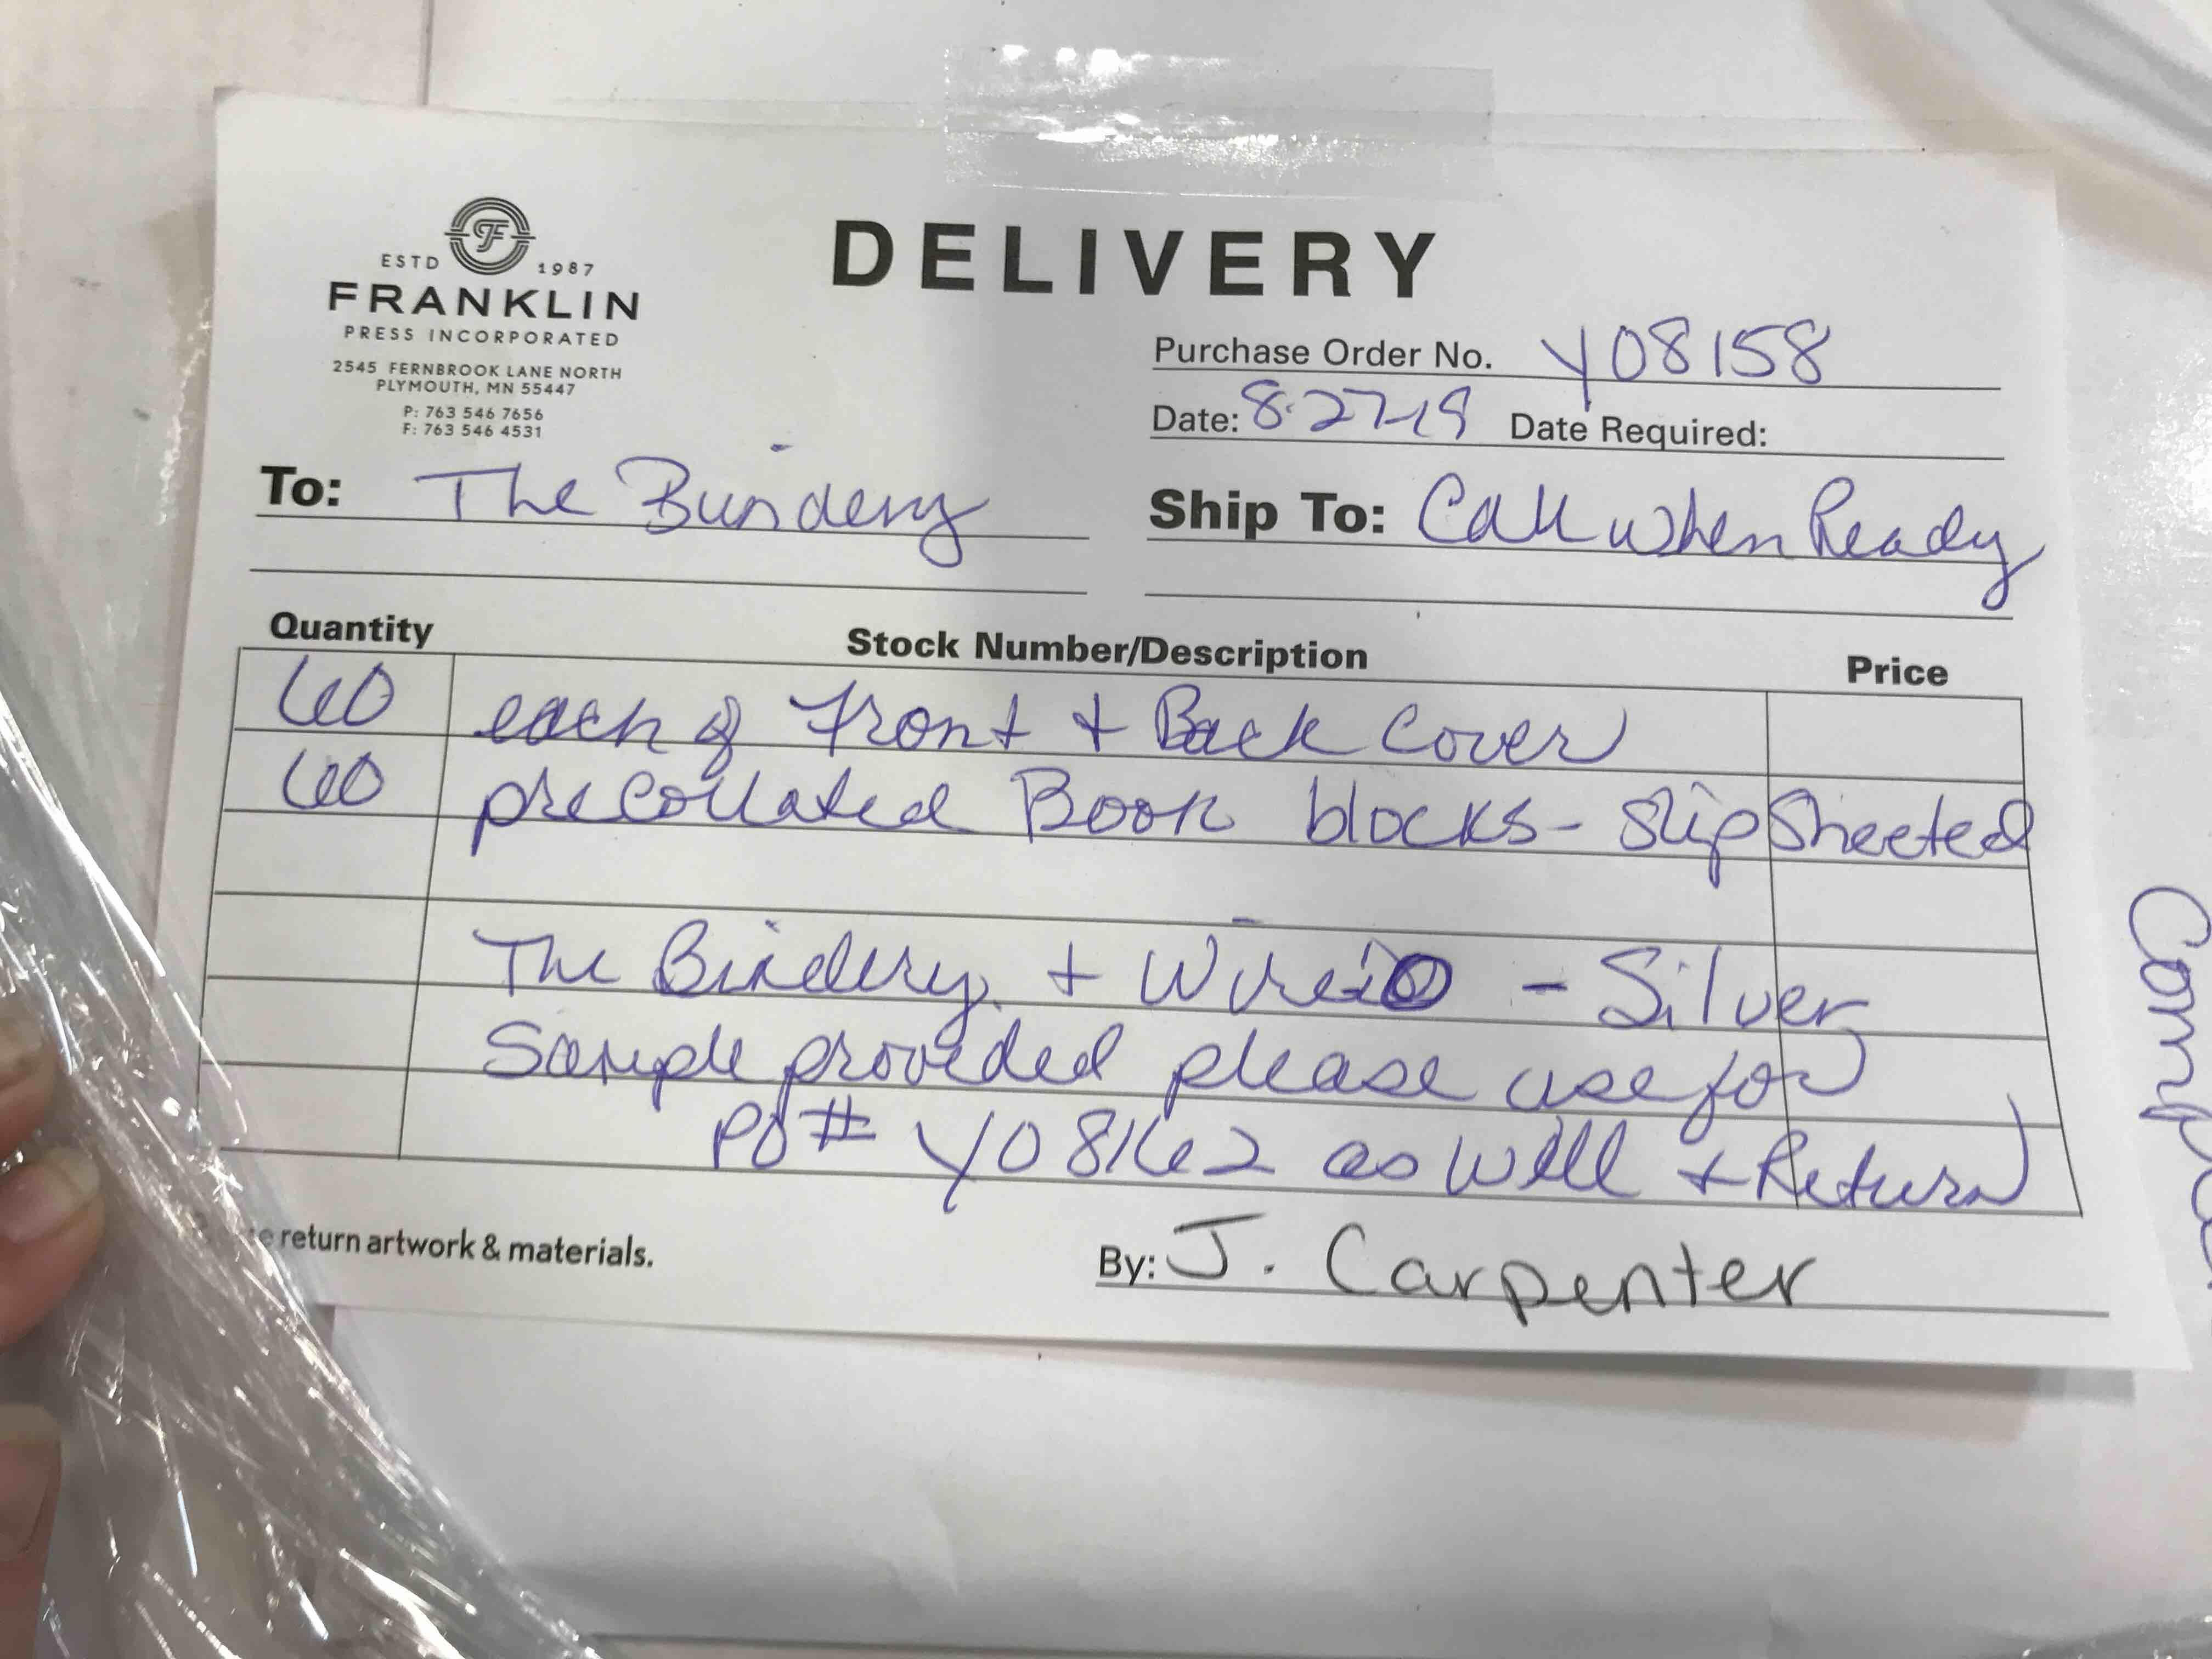 ESTD 1987
FRANKLIN
PRESS INCORPORATED
2545 FERNBROOK LANE NORTH
PLYMOUTH, MN 55447
P: 763 546 7656
F: 763 546 4531
DELIVERY
Purchase Order No. Y08158
Date: 8-27-19 Date Required:
To: The Bindery
Ship To: Call when Ready
Quantity Stock Number/Description Price
60 each of Front + Back Cover
60 precollated Book blocks - Slip Sheeted
The Bindery + Wireo - Silver
Sample provided please use for
PO# Y08162 as well + Return
return artwork & materials.
By: J. Carpenter